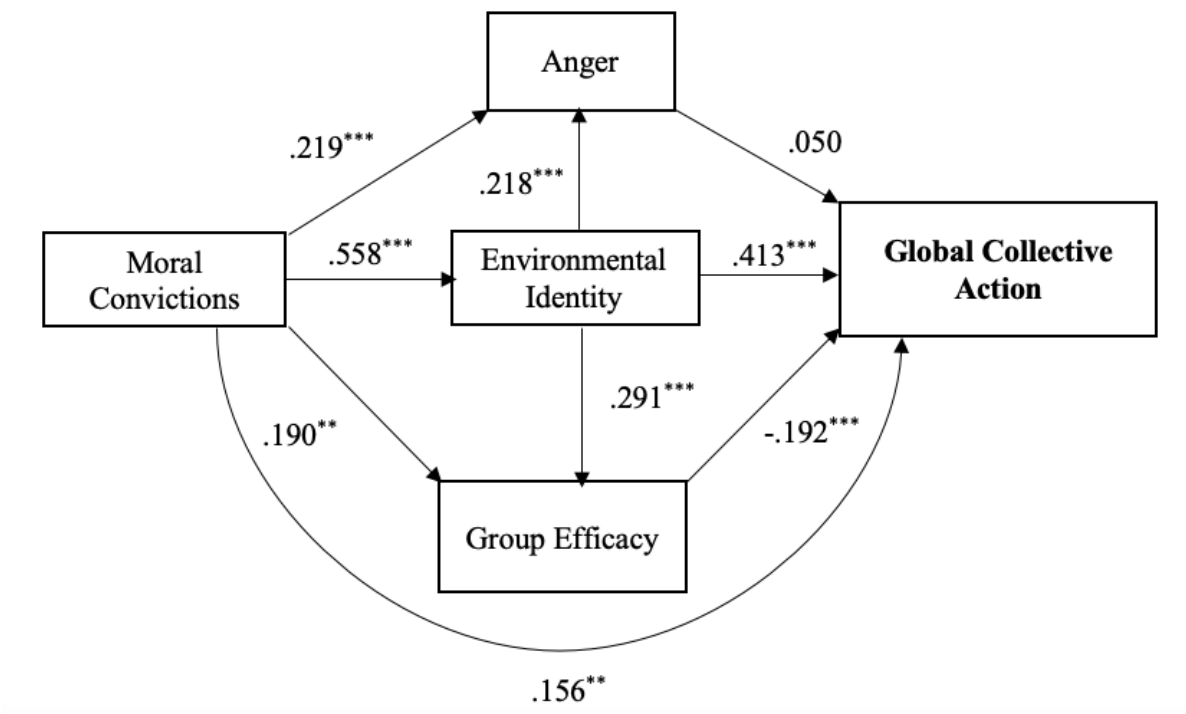 Anger
.219***
.050
.218***
Moral
Convictions
.558***
Environmental
Identity
.413***
Global Collective
Action
.291***
.190**
-.192***
Group Efficacy
.156**